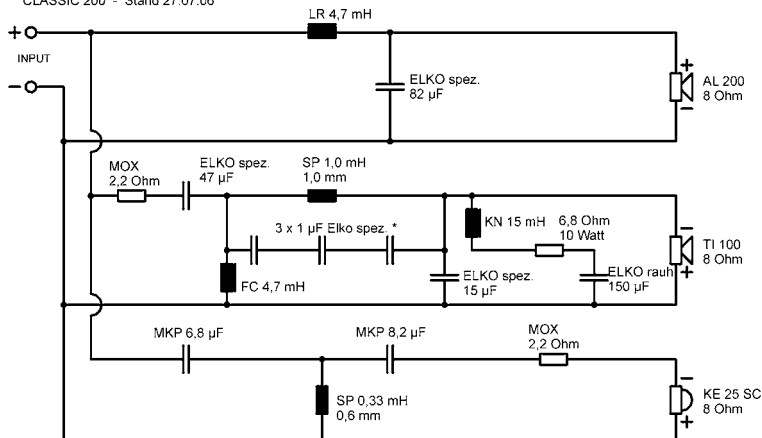 CLASSIC 200 - Stand 27.07.06
LR 4,7 mH
+
INPUT
−
ELKO spez.
82 µF
+
AL 200
8 Ohm
−
MOX
2,2 Ohm
ELKO spez.
47 µF
SP 1,0 mH
1,0 mm
3 x 1 µF Elko spez. *
FC 4,7 mH
KN 15 mH
6,8 Ohm
10 Watt
ELKO spez.
15 µF
ELKO rauh
150 µF
−
TI 100
8 Ohm
+
MKP 6,8 µF
MKP 8,2 µF
MOX
2,2 Ohm
SP 0,33 mH
0,6 mm
−
KE 25 SC
8 Ohm
+